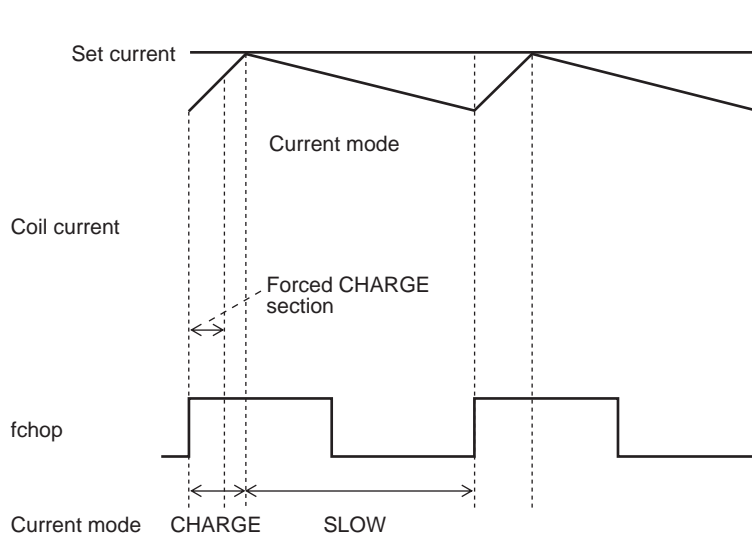 Set current
Current mode
Coil current
Forced CHARGE
section
fchop
Current mode CHARGE SLOW